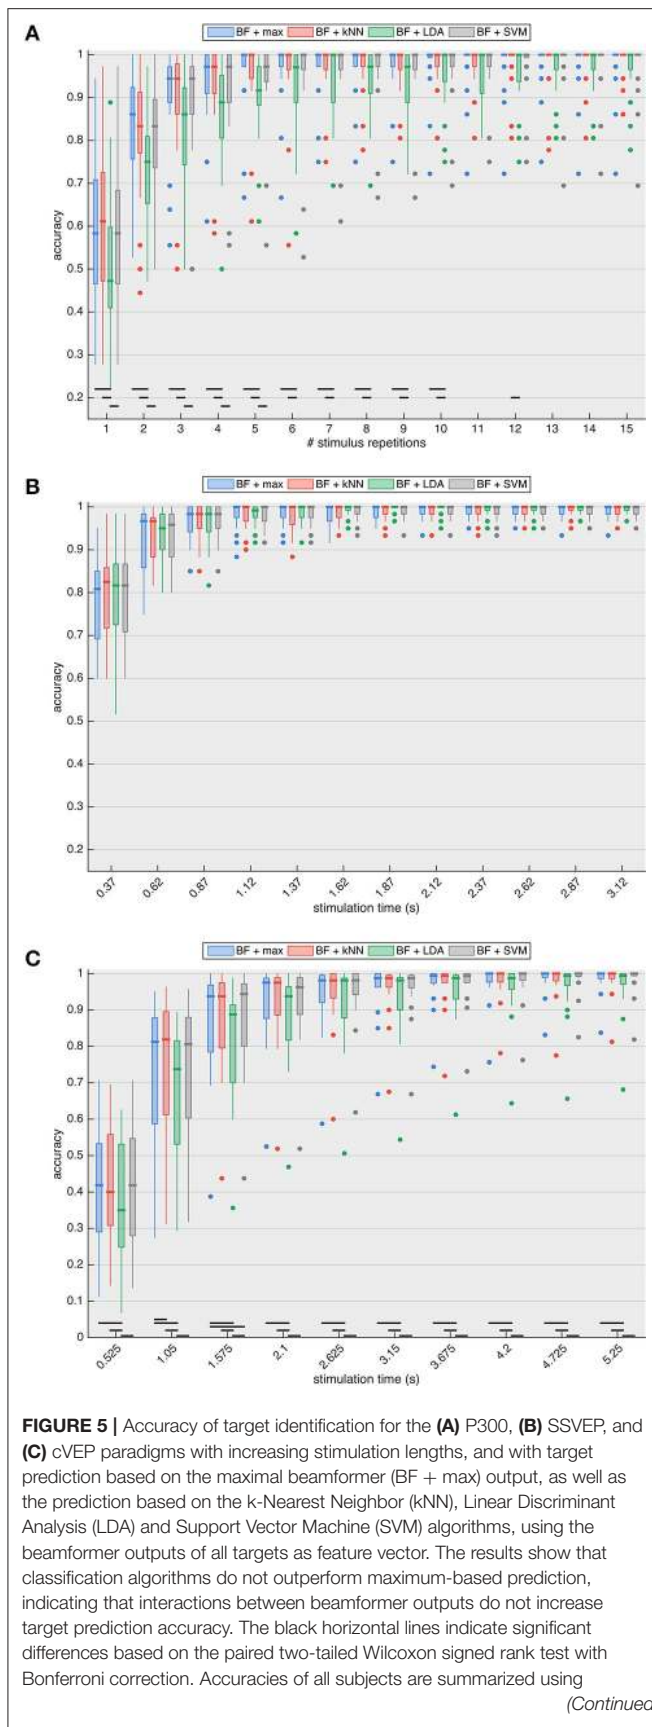 A
BF + max BF + kNN BF + LDA BF + SVM
1
0.9
0.8
0.7
0.6
0.5
0.4
0.3
0.2
accuracy
1 2 3 4 5 6 7 8 9 10 11 12 13 14 15
# stimulus repetitions
B
BF + max BF + kNN BF + LDA BF + SVM
1
0.9
0.8
0.7
0.6
0.5
0.4
0.3
0.2
accuracy
0.37 0.62 0.87 1.12 1.37 1.62 1.87 2.12 2.37 2.62 2.87 3.12
stimulation time (s)
C
BF + max BF + kNN BF + LDA BF + SVM
1
0.9
0.8
0.7
0.6
0.5
0.4
0.3
0.2
0.1
0
accuracy
0.525 1.05 1.575 2.1 2.625 3.15 3.675 4.2 4.725 5.25
stimulation time (s)
FIGURE 5 | Accuracy of target identification for the (A) P300, (B) SSVEP, and
(C) cVEP paradigms with increasing stimulation lengths, and with target
prediction based on the maximal beamformer (BF + max) output, as well as
the prediction based on the k-Nearest Neighbor (kNN), Linear Discriminant
Analysis (LDA) and Support Vector Machine (SVM) algorithms, using the
beamformer outputs of all targets as feature vector. The results show that
classification algorithms do not outperform maximum-based prediction,
indicating that interactions between beamformer outputs do not increase
target prediction accuracy. The black horizontal lines indicate significant
differences based on the paired two-tailed Wilcoxon signed rank test with
Bonferroni correction. Accuracies of all subjects are summarized using
(Continued